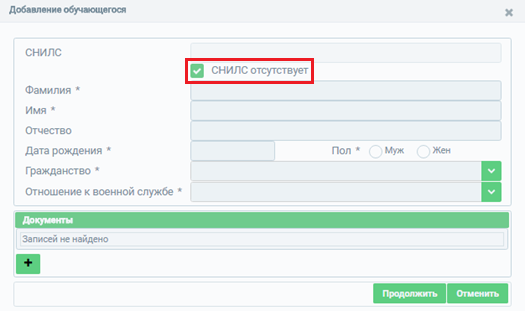 Добавление обучающегося
СНИЛС
СНИЛС отсутствует
Фамилия *
Имя *
Отчество
Дата рождения * Пол * Муж Жен
Гражданство *
Отношение к военной службе *
Документы
Записей не найдено
Продолжить Отменить